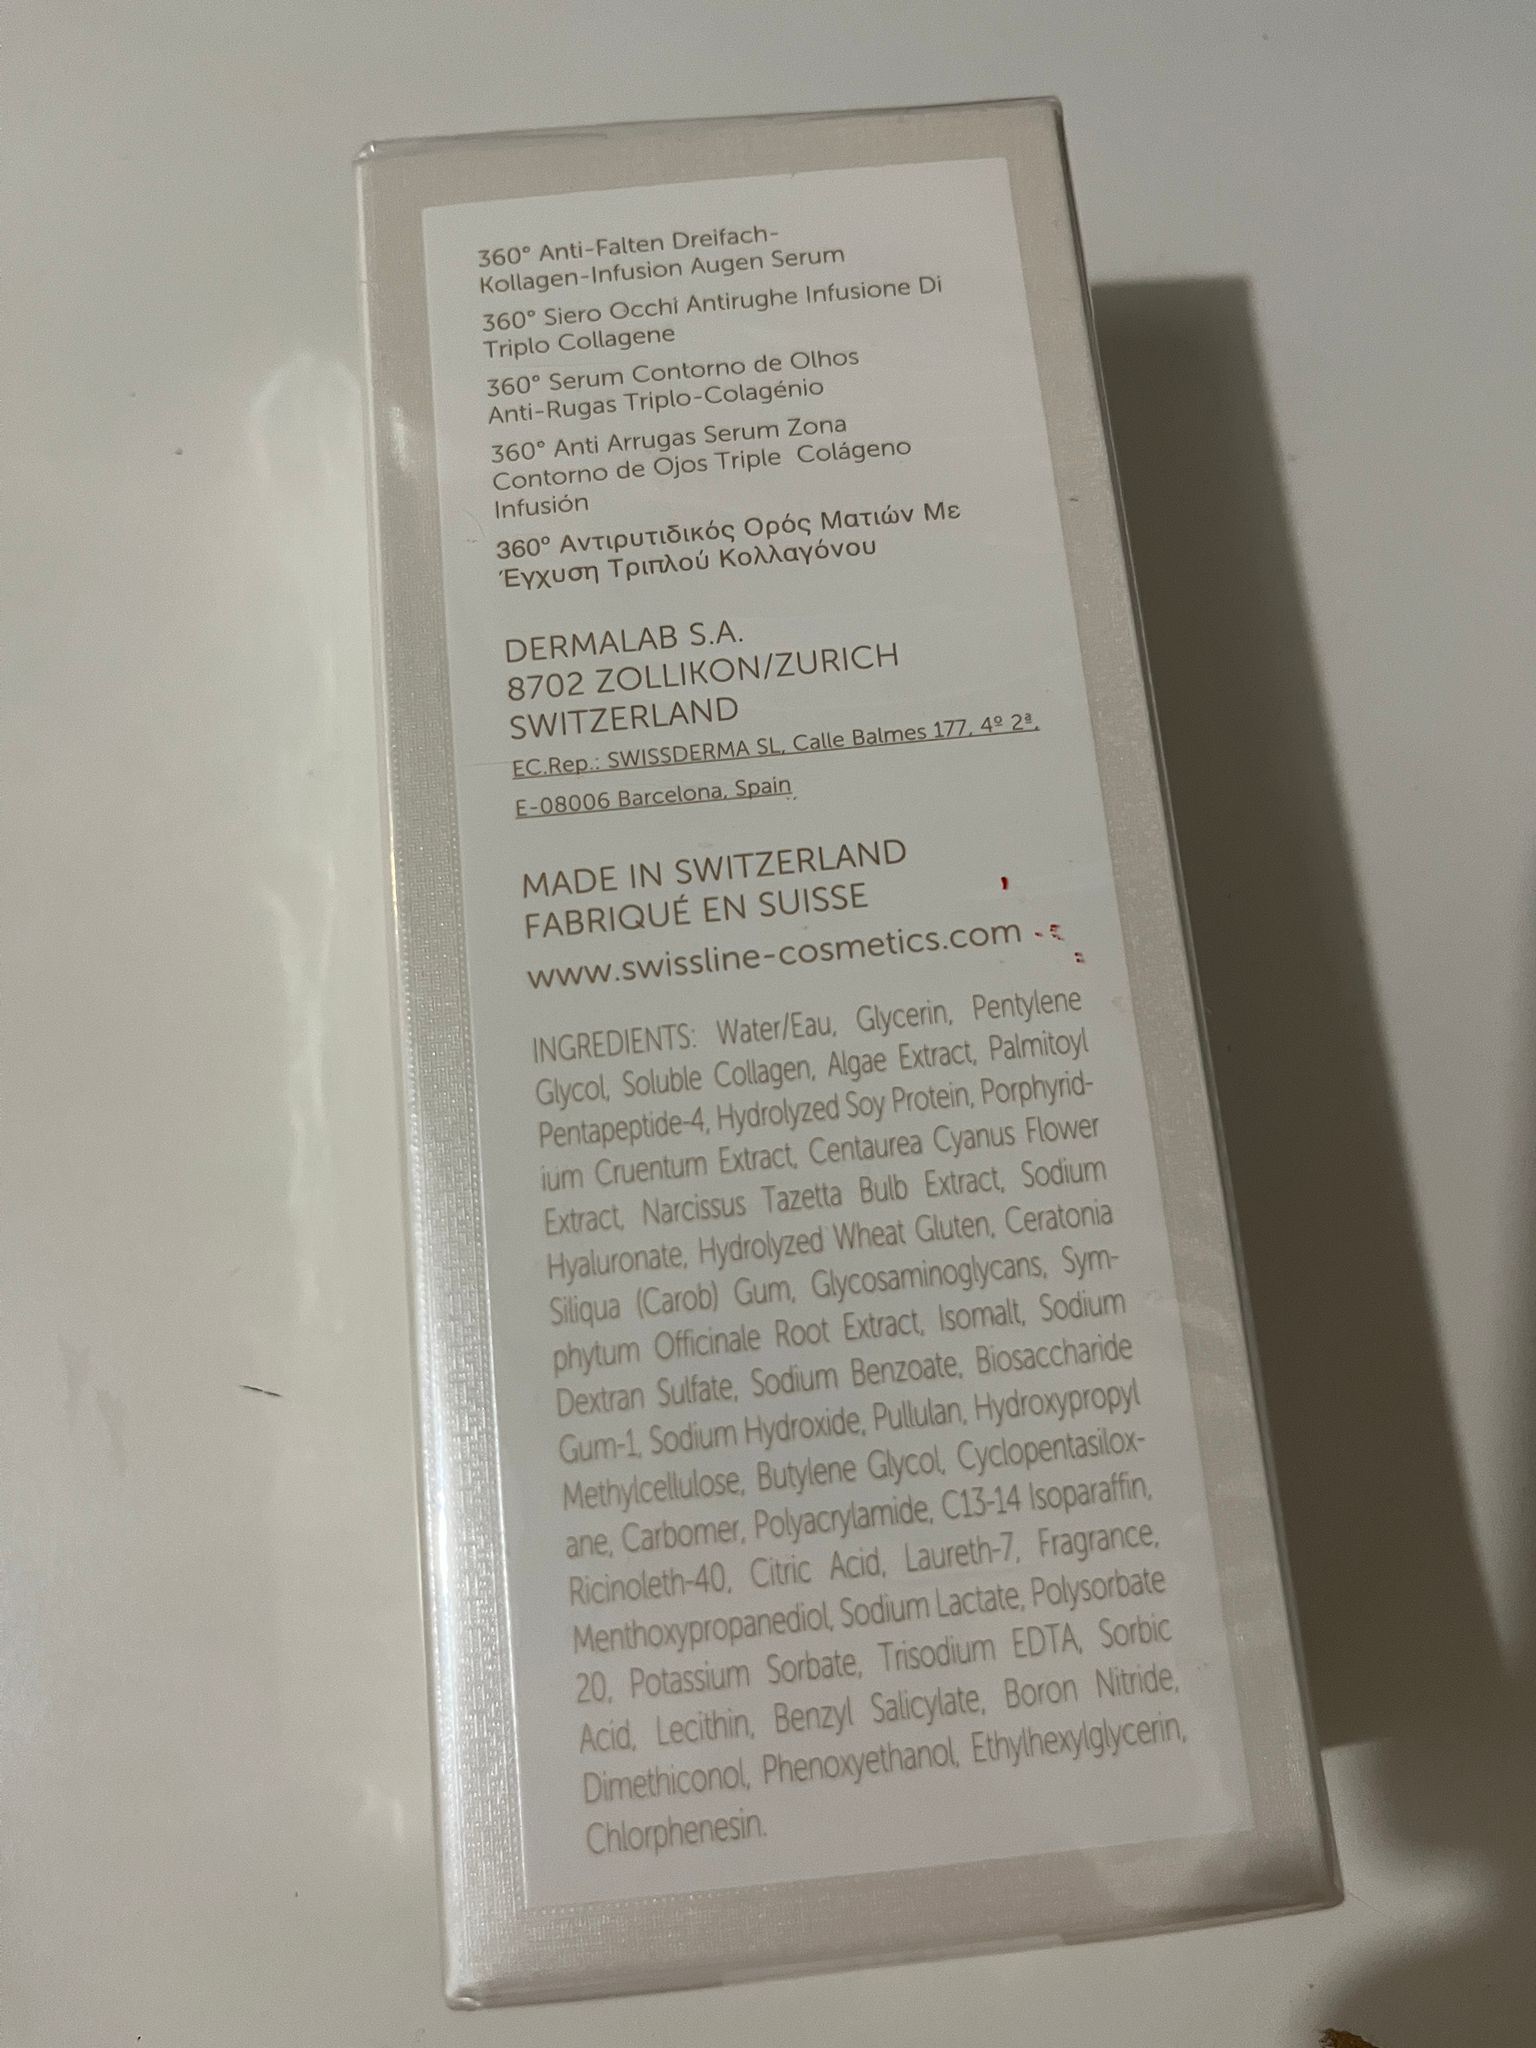 360° Anti-Falten Dreifach-
Kollagen-Infusion Augen Serum
360° Siero Occhi Antirughe Infusione Di
Triplo Collagene
360° Serum Contorno de Olhos
Anti-Rugas Triplo-Colagénio
360° Anti Arrugas Serum Zona
Contorno de Ojos Triple Colágeno
Infusión
360° Αντιρυτιδικός Ορός Ματιών Με
Έγχυση Τριπλού Κολλαγόνου
DERMALAB S.A.
8702 ZOLLIKON/ZURICH
SWITZERLAND
EC.Rep.: SWISSDERMA SL, Calle Balmes 177, 4º 2ª,
E-08006 Barcelona, Spain
MADE IN SWITZERLAND
FABRIQUÉ EN SUISSE
www.swissline-cosmetics.com
INGREDIENTS: Water/Eau, Glycerin, Pentylene
Glycol, Soluble Collagen, Algae Extract, Palmitoyl
Pentapeptide-4, Hydrolyzed Soy Protein, Porphyrid-
ium Cruentum Extract, Centaurea Cyanus Flower
Extract, Narcissus Tazetta Bulb Extract, Sodium
Hyaluronate, Hydrolyzed Wheat Gluten, Ceratonia
Siliqua (Carob) Gum, Glycosaminoglycans, Sym-
phytum Officinale Root Extract, Isomalt, Sodium
Dextran Sulfate, Sodium Benzoate, Biosaccharide
Gum-1, Sodium Hydroxide, Pullulan, Hydroxypropyl
Methylcellulose, Butylene Glycol, Cyclopentasilox-
ane, Carbomer, Polyacrylamide, C13-14 Isoparaffin,
Ricinoleth-40, Citric Acid, Laureth-7, Fragrance,
Menthoxypropanediol, Sodium Lactate, Polysorbate
20, Potassium Sorbate, Trisodium EDTA, Sorbic
Acid, Lecithin, Benzyl Salicylate, Boron Nitride,
Dimethiconol, Phenoxyethanol, Ethylhexylglycerin,
Chlorphenesin.